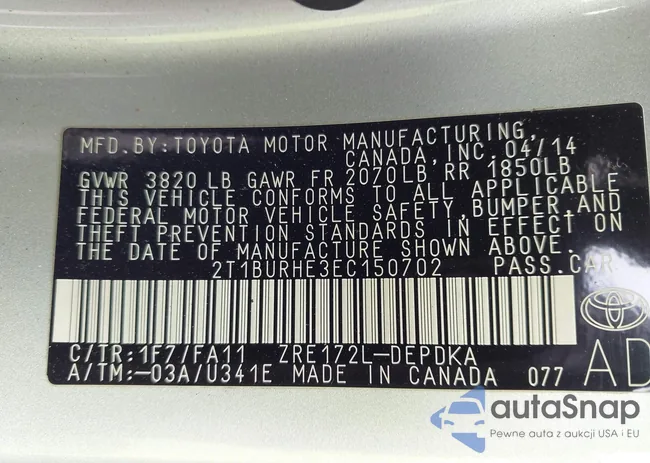 MFD. BY: TOYOTA MOTOR MANUFACTURING,
CANADA, INC. 04/14
GVWR 3820 LB GAWR FR 2070LB RR 1850LB
THIS VEHICLE CONFORMS TO ALL APPLICABLE
FEDERAL MOTOR VEHICLE SAFETY, BUMPER, AND
THEFT PREVENTION STANDARDS IN EFFECT ON
THE DATE OF MANUFACTURE SHOWN ABOVE.
2T1BURHE3EC150702 PASS. CAR
C/TR: 1F7/FA11 ZRE172L-DEPDKA AD
A/TM: -03A/U341E MADE IN CANADA 077
autaSnap
Pewne auta z aukcji USA i EU